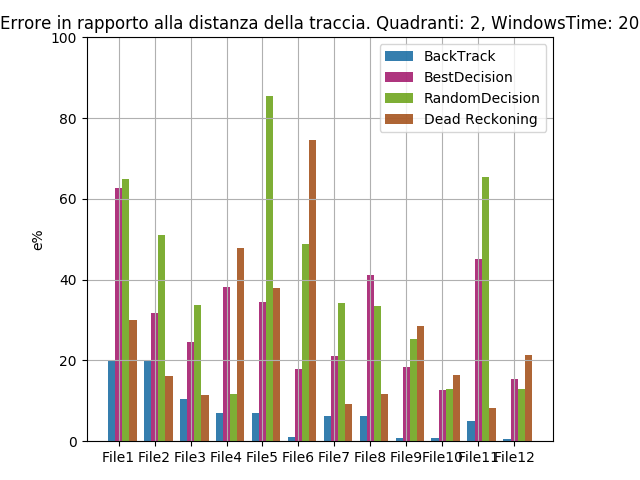 Errore in rapporto alla distanza della traccia. Quadranti: 2, WindowsTime: 20
100
80
60
40
20
0
e%
BackTrack
BestDecision
RandomDecision
Dead Reckoning
File1 File2 File3 File4 File5 File6 File7 File8 File9 File10 File11 File12